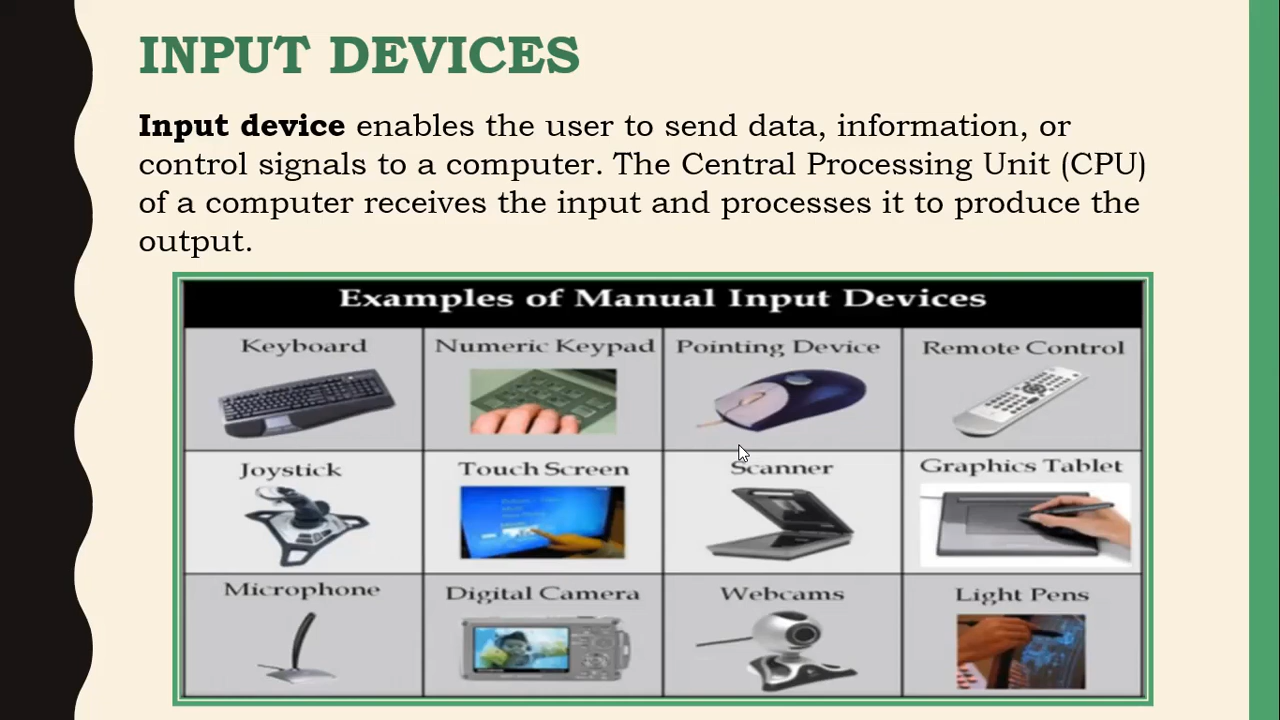 INPUT DEVICES
Input device enables the user to send data, information, or
control signals to a computer. The Central Processing Unit (CPU)
of a computer receives the input and processes it to produce the
output.
Examples of Manual Input Devices
Keyboard Numeric Keypad Pointing Device Remote Control
Joystick Touch Screen Scanner Graphics Tablet
Microphone Digital Camera Webcams Light Pens